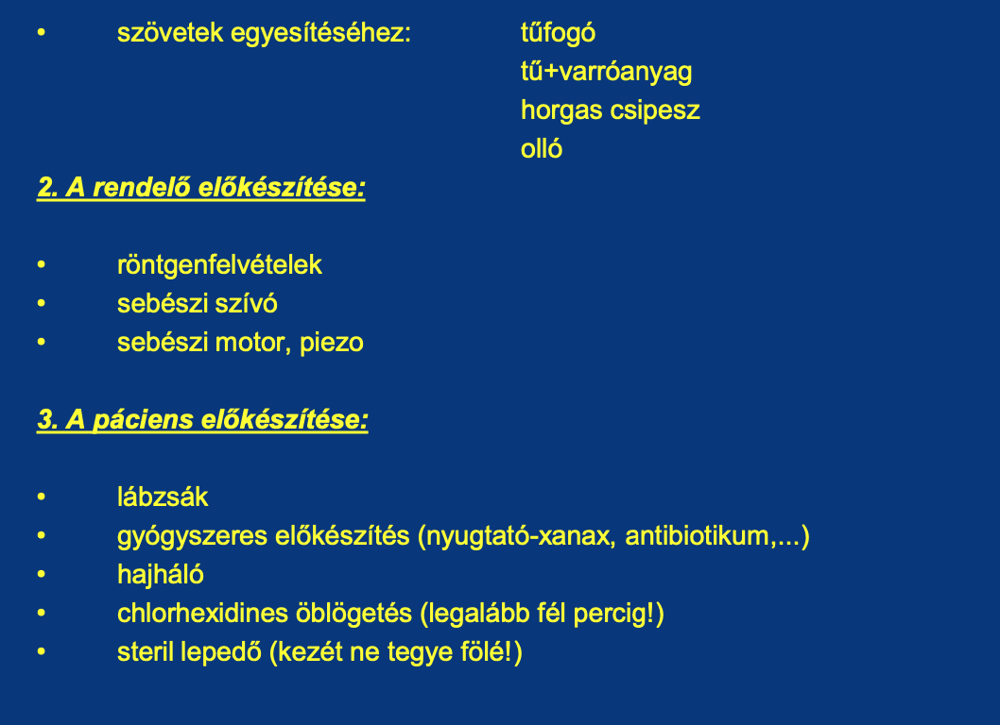 • szövetek egyesítéséhez: tűfogó
tű+varróanyag
horgas csipesz
olló
2. A rendelő előkészítése:
• röntgenfelvételek
• sebészi szívó
• sebészi motor, piezo
3. A páciens előkészítése:
• lábzsák
• gyógyszeres előkészítés (nyugtató-xanax, antibiotikum,...)
• hajháló
• chlorhexidines öblögetés (legalább fél percig!)
• steril lepedő (kezét ne tegye fölé!)